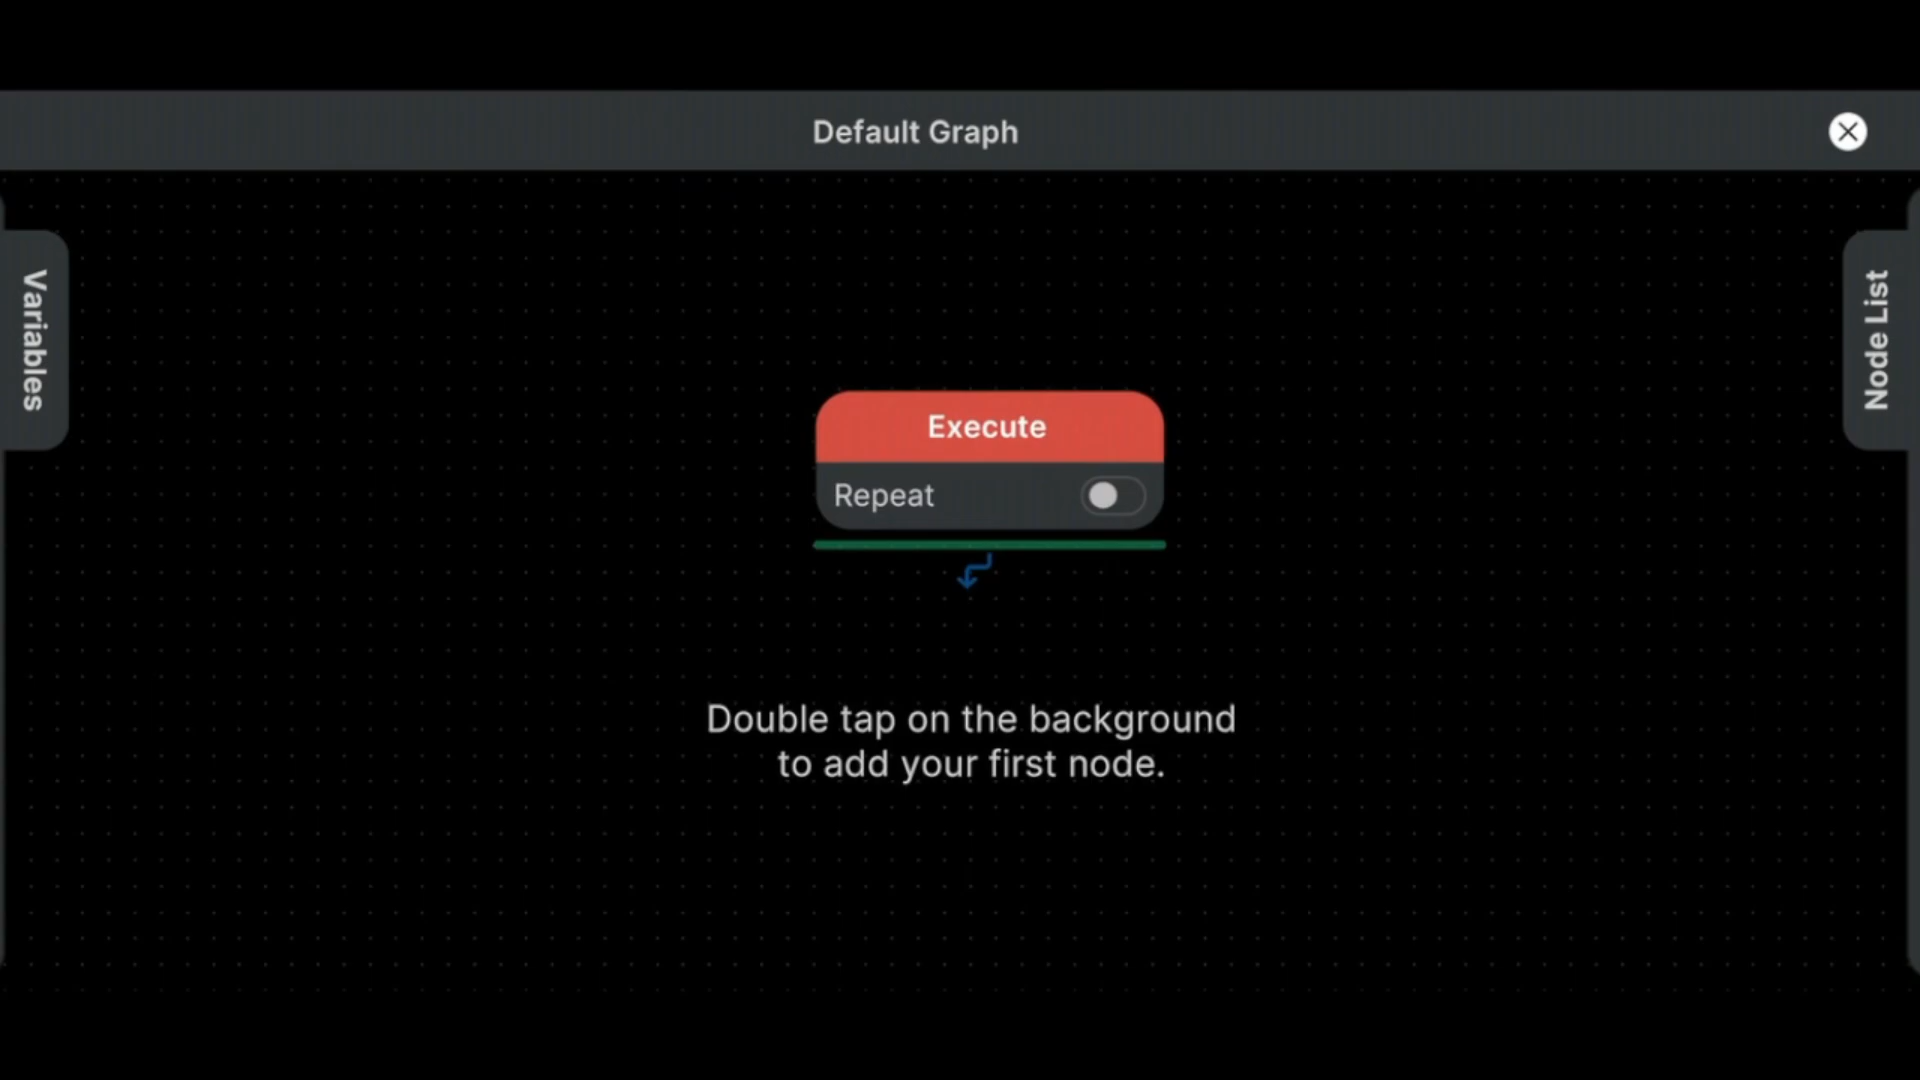 Default Graph
Variables
Node List
Execute
Repeat
Double tap on the background
to add your first node.